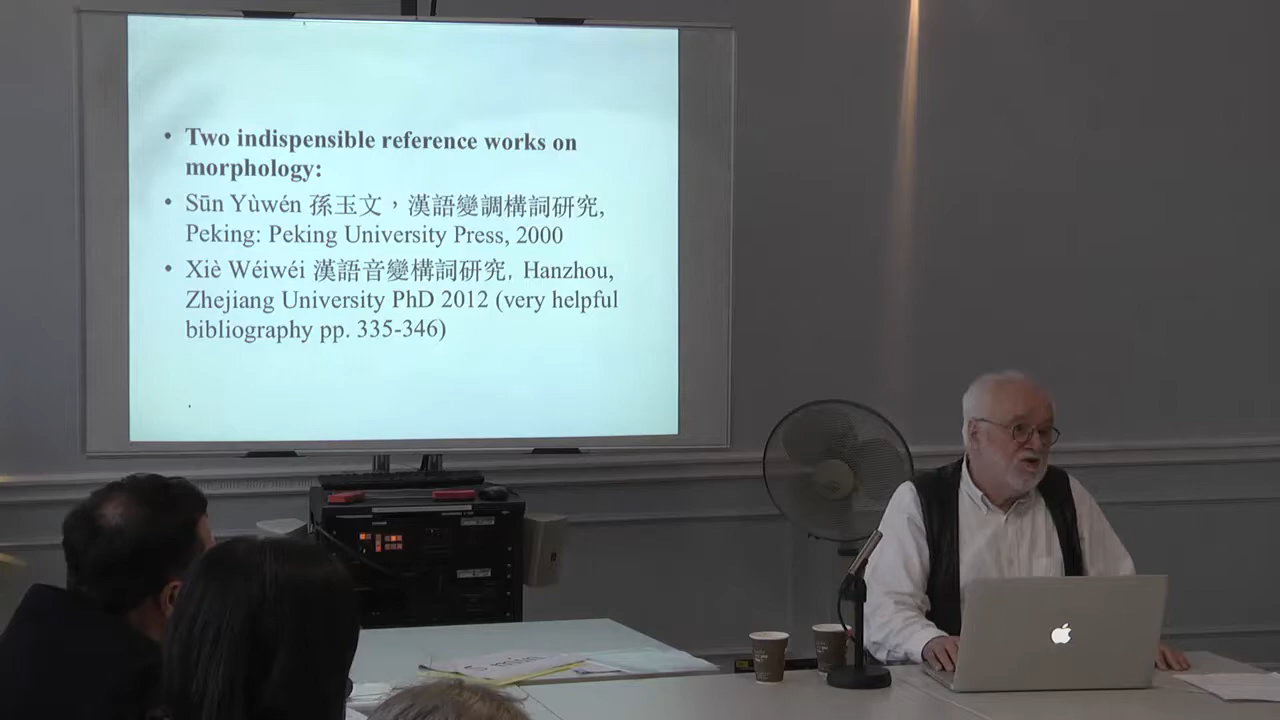 • Two indispensible reference works on
morphology:
• Sūn Yùwén 孫玉文，漢語變調構詞研究,
Peking: Peking University Press, 2000
• Xiè Wéiwéi 漢語音變構詞研究. Hanzhou,
Zhejiang University PhD 2012 (very helpful
bibliography pp. 335-346)